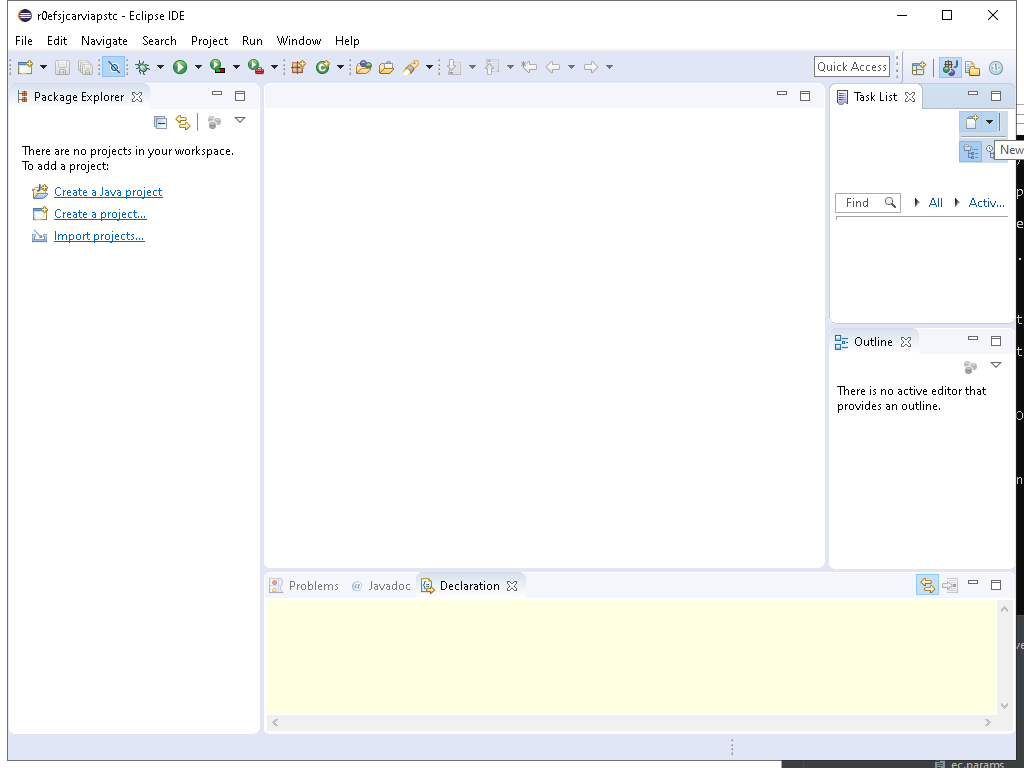 r0efsjcarviapstc - Eclipse IDE
File Edit Navigate Search Project Run Window Help
Quick Access
Package Explorer
Task List
New
There are no projects in your workspace.
To add a project:
Create a Java project
Create a project...
Import projects...
Find
All
Activ...
Outline
There is no active editor that
provides an outline.
Problems
@ Javadoc
Declaration
ec.params